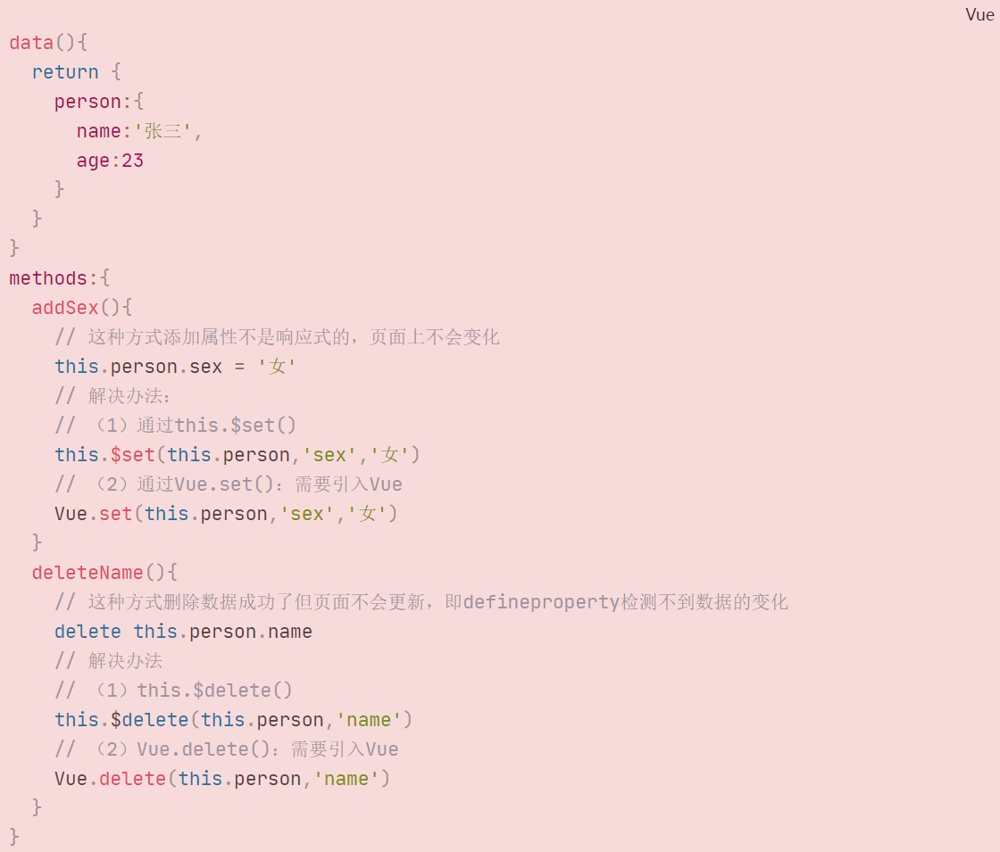 Vue
data(){
  return {
    person:{
      name:'张三',
      age:23
    }
  }
}
methods:{
  addSex(){
    // 这种方式添加属性不是响应式的，页面上不会变化
    this.person.sex = '女'
    // 解决办法：
    // （1）通过this.$set()
    this.$set(this.person,'sex','女')
    // （2）通过Vue.set()：需要引入Vue
    Vue.set(this.person,'sex','女')
  }
  deleteName(){
    // 这种方式删除数据成功了但页面不会更新，即defineproperty检测不到数据的变化
    delete this.person.name
    // 解决办法
    // （1）this.$delete()
    this.$delete(this.person,'name')
    // （2）Vue.delete()：需要引入Vue
    Vue.delete(this.person,'name')
  }
}